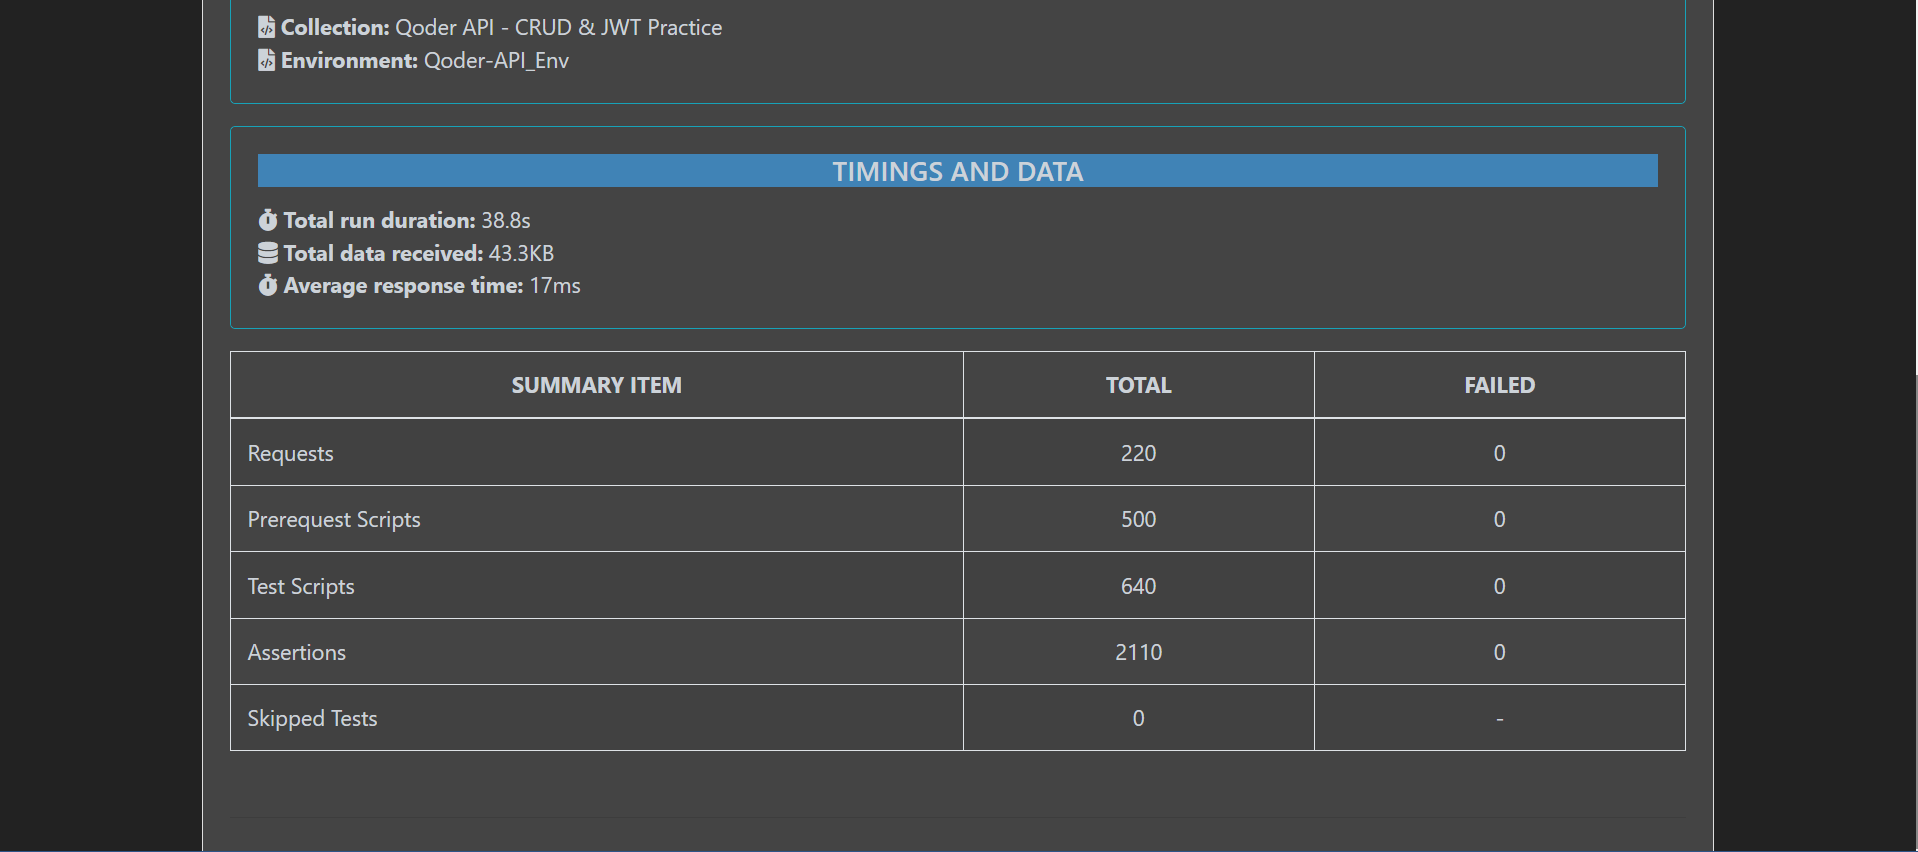 Collection: Qoder API - CRUD & JWT Practice
Environment: Qoder-API_Env
TIMINGS AND DATA
Total run duration: 38.8s
Total data received: 43.3KB
Average response time: 17ms
SUMMARY ITEM TOTAL FAILED
Requests 220 0
Prerequest Scripts 500 0
Test Scripts 640 0
Assertions 2110 0
Skipped Tests 0 -